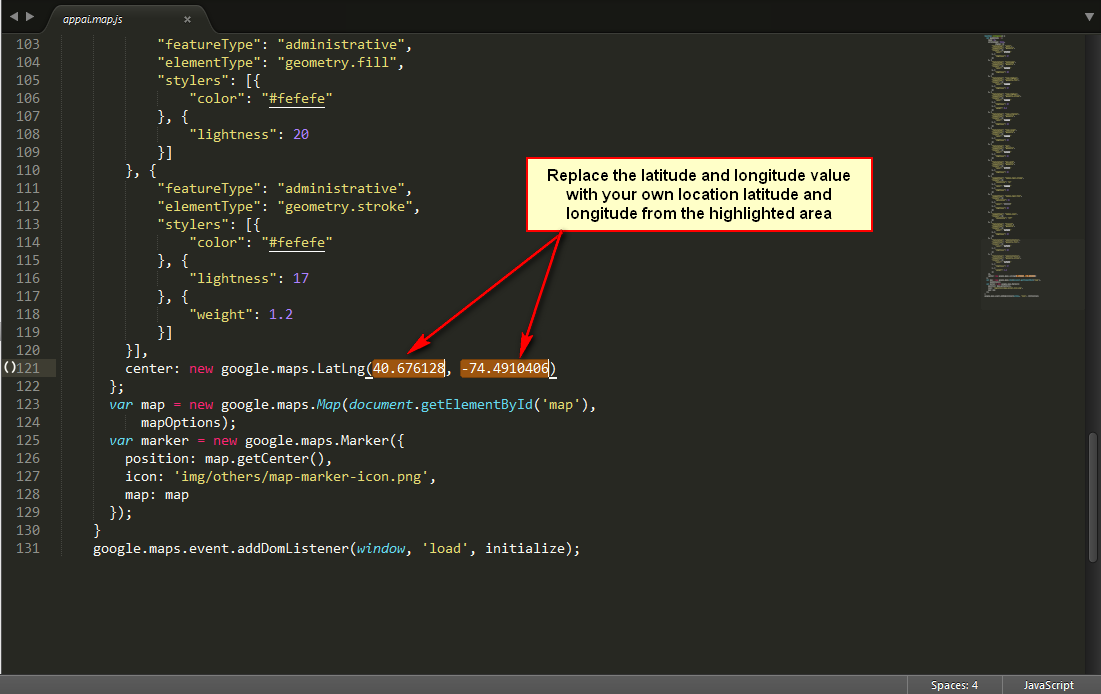 appai.map.js
103 "featureType": "administrative",
104 "elementType": "geometry.fill",
105 "stylers": [{
106 "color": "#fefefe"
107 }, {
108 "lightness": 20
109 }]
110 }, {
111 "featureType": "administrative",
112 "elementType": "geometry.stroke",
113 "stylers": [{
114 "color": "#fefefe"
115 }, {
116 "lightness": 17
117 }, {
118 "weight": 1.2
119 }]
120 }],
121 center: new google.maps.LatLng(40.676128, -74.4910406)
122 };
123 var map = new google.maps.Map(document.getElementById('map'),
124 mapOptions);
125 var marker = new google.maps.Marker({
126 position: map.getCenter(),
127 icon: 'img/others/map-marker-icon.png',
128 map: map
129 });
130 }
131 google.maps.event.addDomListener(window, 'load', initialize);
Replace the latitude and longitude value
with your own location latitude and
longitude from the highlighted area
Spaces: 4 JavaScript